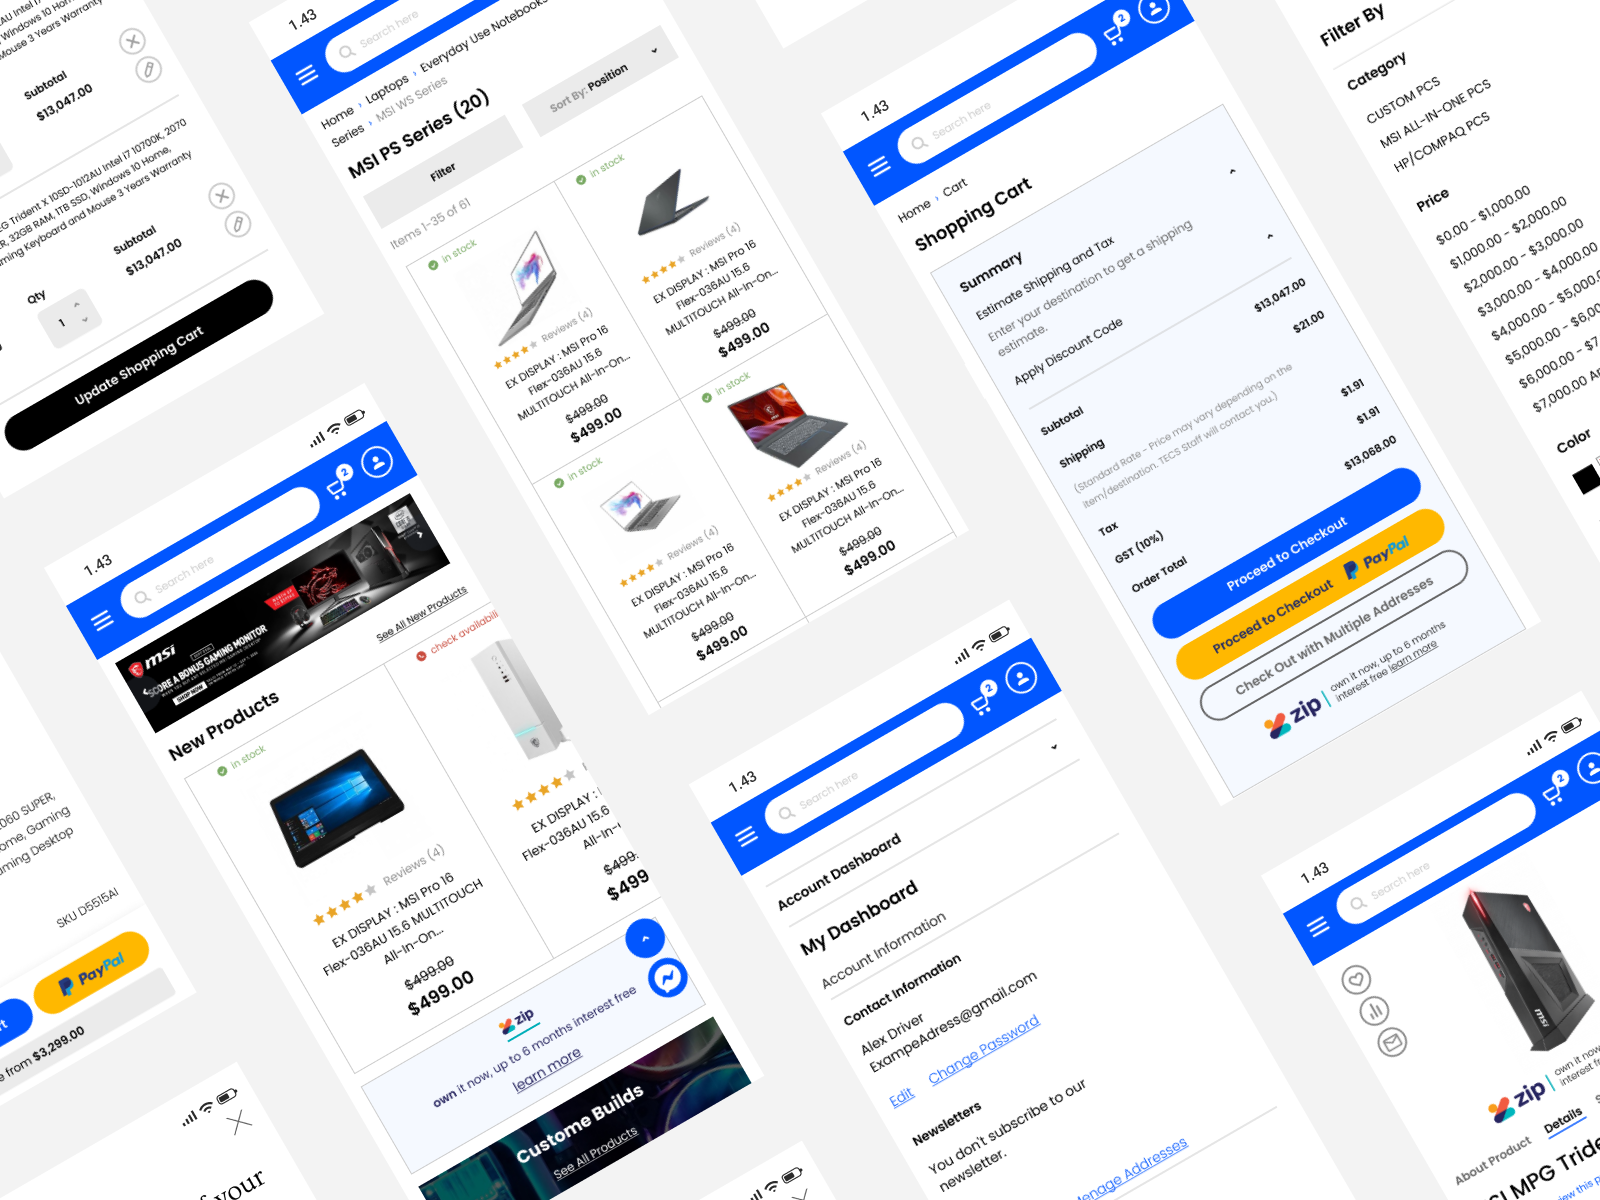 Windows 10 Home,
Mouse 3 Years Warranty
Subtotal
$13,047.00
Trident X 10SD-1012AU Intel i7 10700K, 2070
32GB RAM, 1TB SSD, Windows 10 Home,
Keyboard and Mouse 3 Years Warranty
Subtotal
$13,047.00
Qty
1
Update Shopping Cart
SUPER,
Gaming
Desktop
SKU D5515AI
PayPal
from $3,299.00
your
1.43
Search here
Home › Laptops › Everyday Use Notebooks
Series › MSI WS Series
MSI PS Series (20)
Filter
Sort By: Position
Items 1-35 of 61
in stock
Reviews (4)
EX DISPLAY : MSI Pro 16
Flex-036AU 15.6
MULTITOUCH All-In-On...
$499.00
$499.00
in stock
Reviews (4)
EX DISPLAY : MSI Pro 16
Flex-036AU 15.6
MULTITOUCH All-In-On...
$499.00
$499.00
in stock
Reviews (4)
EX DISPLAY : MSI Pro 16
Flex-036AU 15.6
MULTITOUCH All-In-On...
$499.00
$499.00
in stock
Reviews (4)
EX DISPLAY : MSI Pro 16
Flex-036AU 15.6
MULTITOUCH All-In-On...
$499.00
$499.00
1.43
2
Search here
msi
SCORE A BONUS GAMING MONITOR
SHOP NOW
See All New Products
New Products
in stock
Reviews (4)
EX DISPLAY : MSI Pro 16
Flex-036AU 15.6 MULTITOUCH
All-In-On...
$499.00
$499.00
check availabili
EX DISPLAY :
Flex-036AU 15.6
All-In-
$499.
$499
zip
own it now, up to 6 months interest free
learn more
Custome Builds
See All Products
1.43
2
Search here
Home › Cart
Shopping Cart
Summary
Estimate Shipping and Tax
Enter your destination to get a shipping
estimate.
Apply Discount Code
Subtotal
$13,047.00
Shipping
$21.00
(Standard Rate - Price may vary depending on the
item/destination. TECS Staff will contact you.)
Tax
$1.91
GST (10%)
$1.91
Order Total
$13,068.00
Proceed to Checkout
Proceed to Checkout PayPal
Check Out with Multiple Addresses
zip
own it now, up to 6 months
interest free learn more
1.43
2
Search here
Account Dashboard
My Dashboard
Account Information
Contact Information
Alex Driver
ExampeAdress@gmail.com
Edit
Change Password
Newsletters
You don't subscribe to our
newsletter.
Addresses
Filter By
Category
CUSTOM PCS
MSI ALL-IN-ONE PCS
HP/COMPAQ PCS
Price
$0.00 - $1,000.00
$1,000.00 - $2,000.00
$2,000.00 - $3,000.00
$3,000.00 - $4,000.00
$4,000.00 - $5,000.0
$5,000.00 - $6,00
$6,000.00 - $7
$7,000.00 An
Color
1.43
2
Search here
msi
zip
own it now
interest f
About Product
Details
MPG Tride
view this p